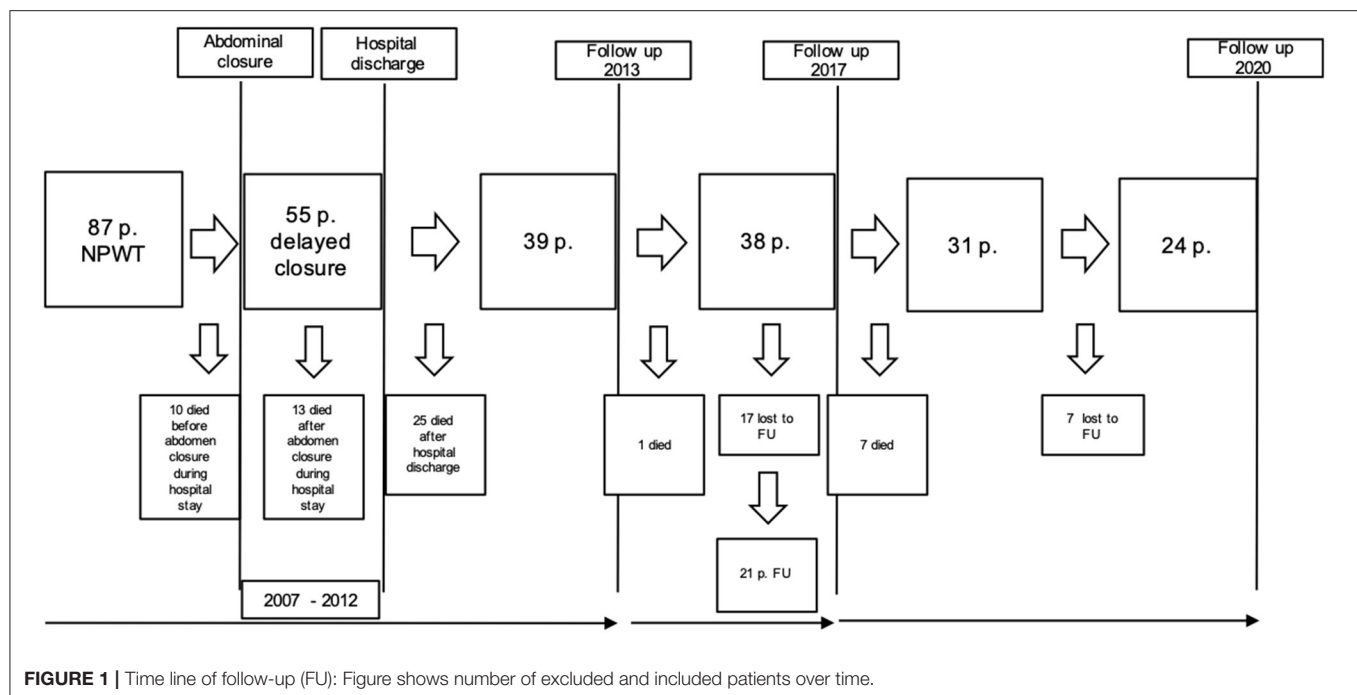 Abdominal
closure
Hospital
discharge
Follow up
2013
Follow up
2017
Follow up
2020
87 p.
NPWT
55 p.
delayed
closure
39 p.
38 p.
31 p.
24 p.
10 died
before
abdomen
closure
during
hospital
stay
13 died
after
abdomen
closure
during
hospital
stay
25 died
after
hospital
discharge
1 died
17 lost to
FU
7 died
7 lost to
FU
21 p. FU
2007 - 2012
FIGURE 1 | Time line of follow-up (FU): Figure shows number of excluded and included patients over time.